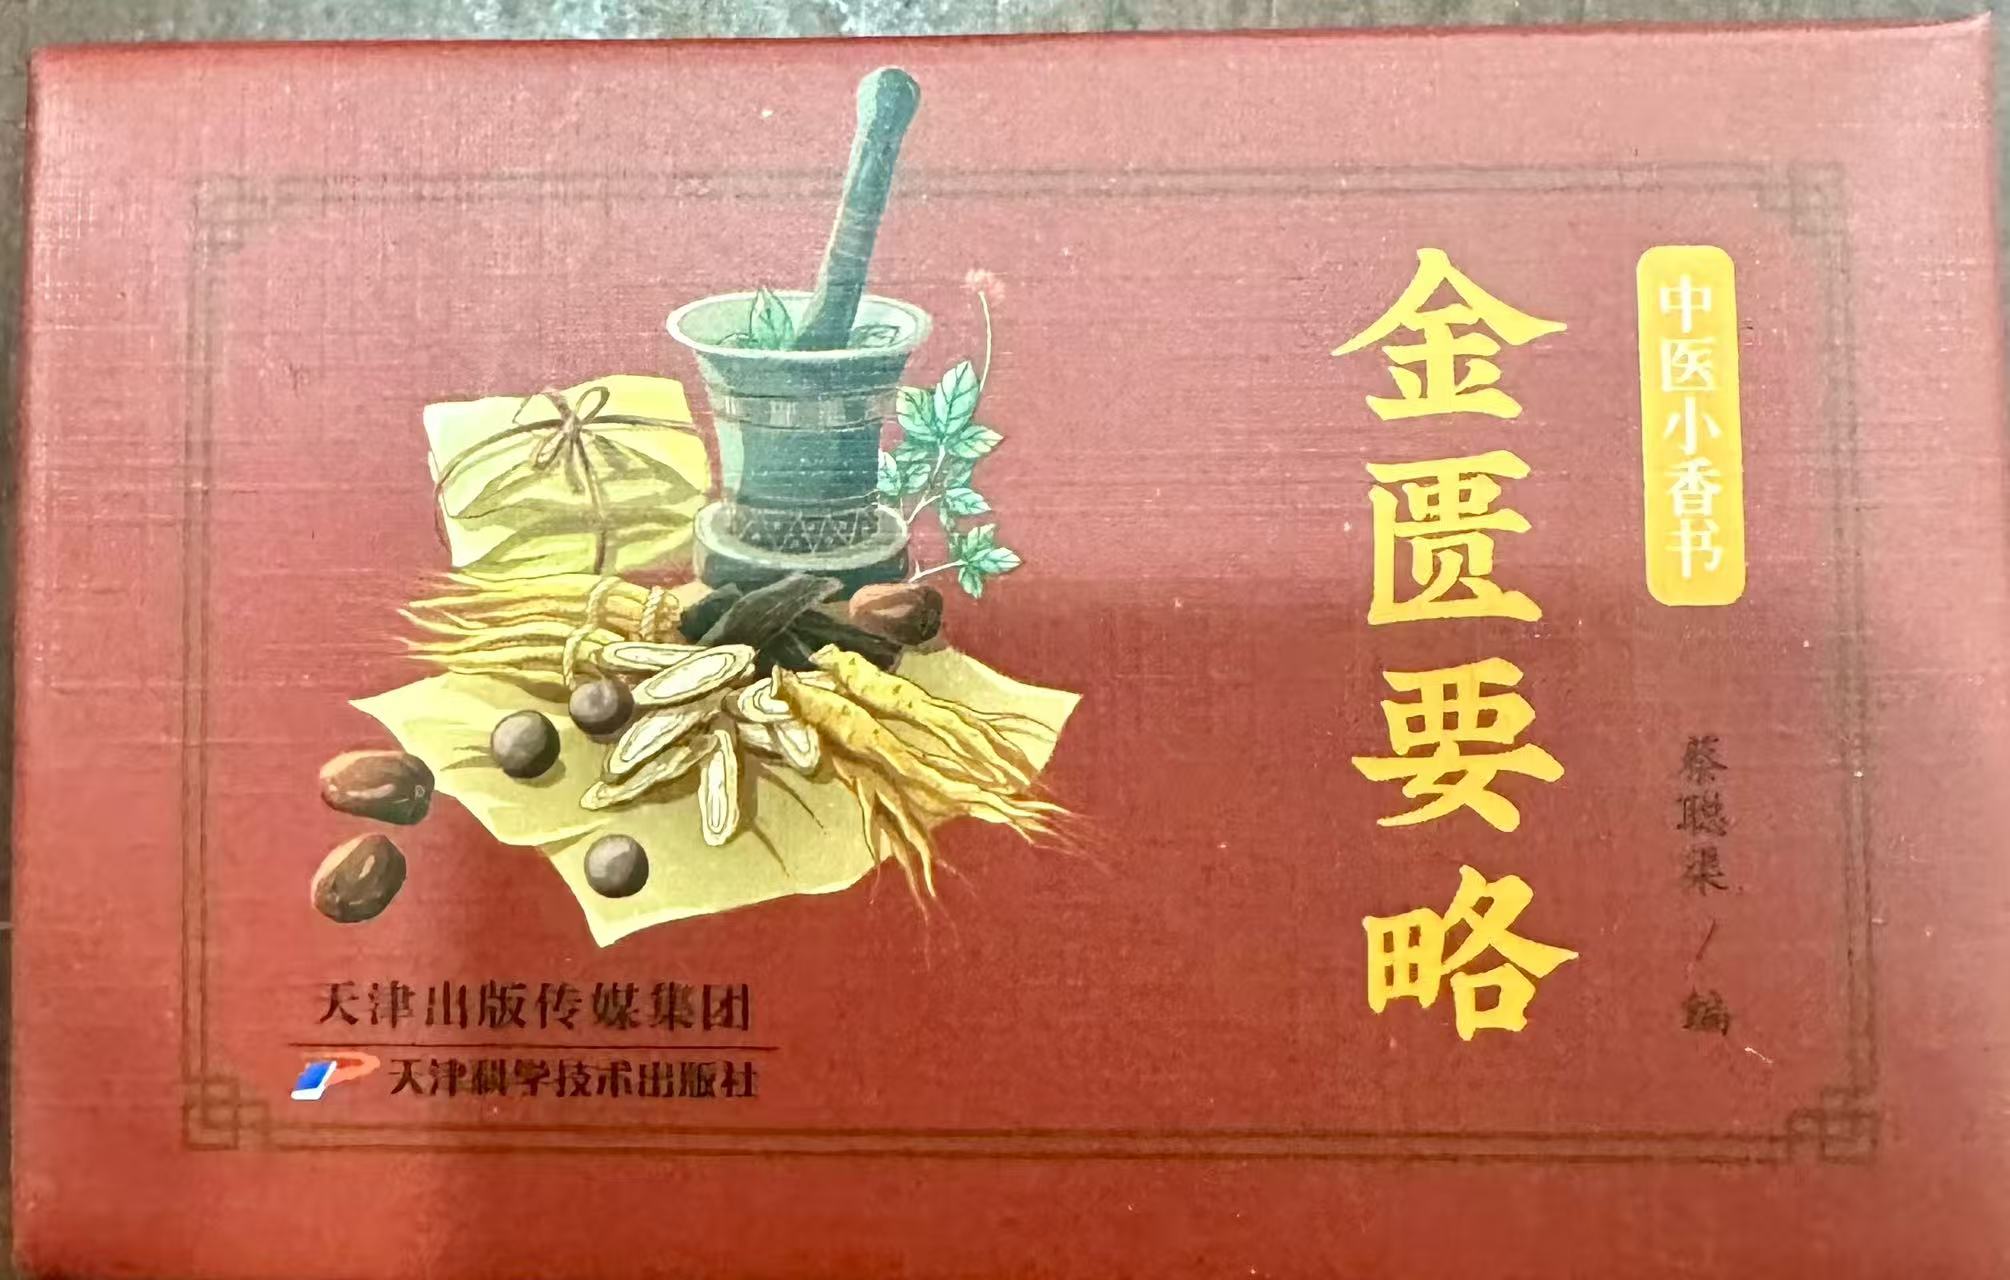 中医小香书
金匮要略
蔡聪渠/编
天津出版传媒集团
天津科学技术出版社